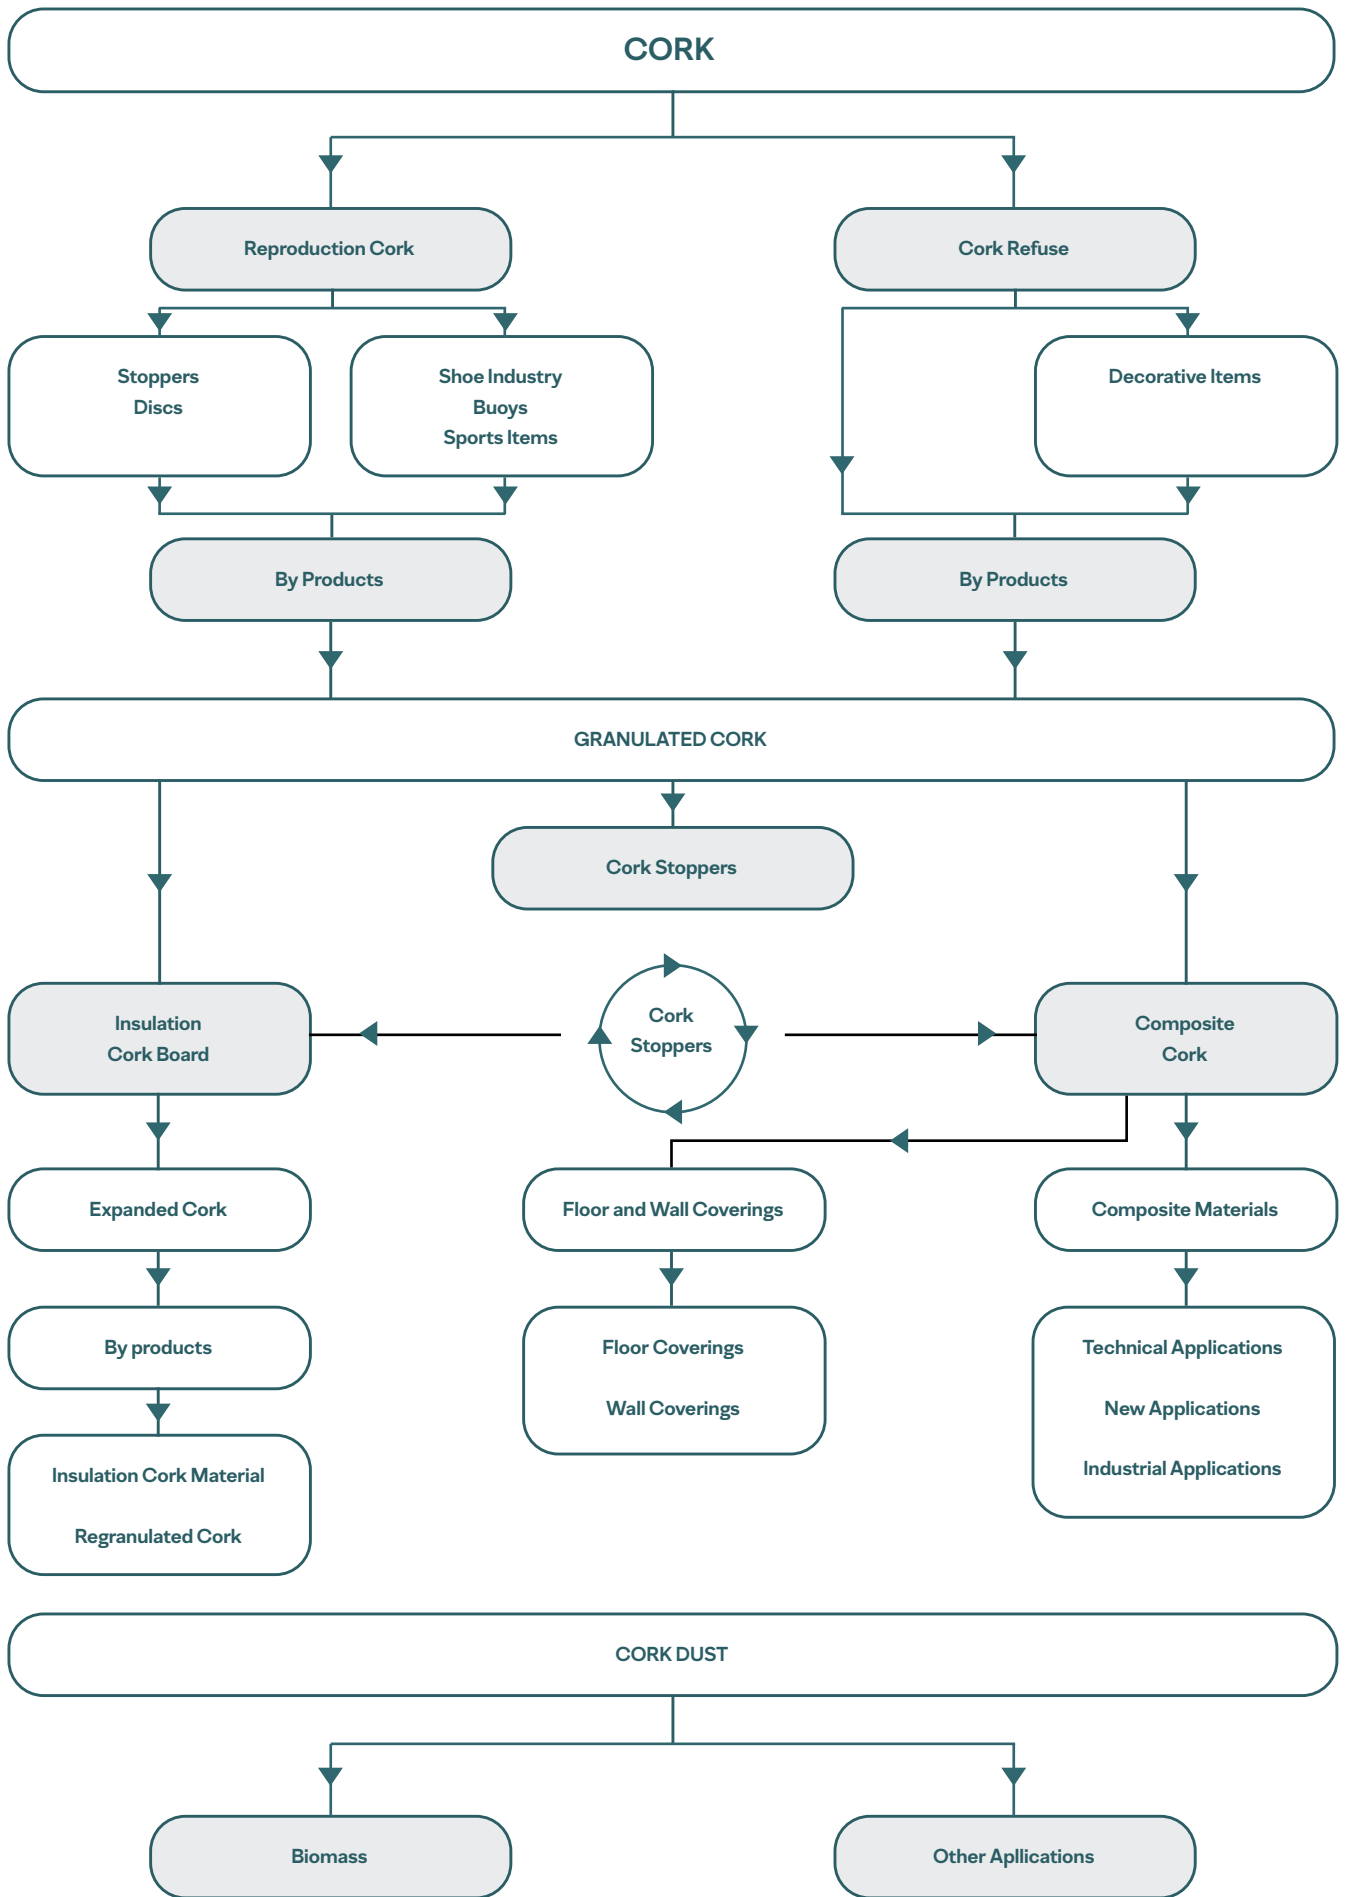 CORK
Reproduction Cork
Cork Refuse
Stoppers
Discs
Shoe Industry
Buoys
Sports Items
Decorative Items
By Products
By Products
GRANULATED CORK
Cork Stoppers
Insulation
Cork Board
Cork
Stoppers
Composite
Cork
Expanded Cork
Floor and Wall Coverings
Composite Materials
By products
Floor Coverings
Wall Coverings
Technical Applications
New Applications
Industrial Applications
Insulation Cork Material
Regranulated Cork
CORK DUST
Biomass
Other Apllications